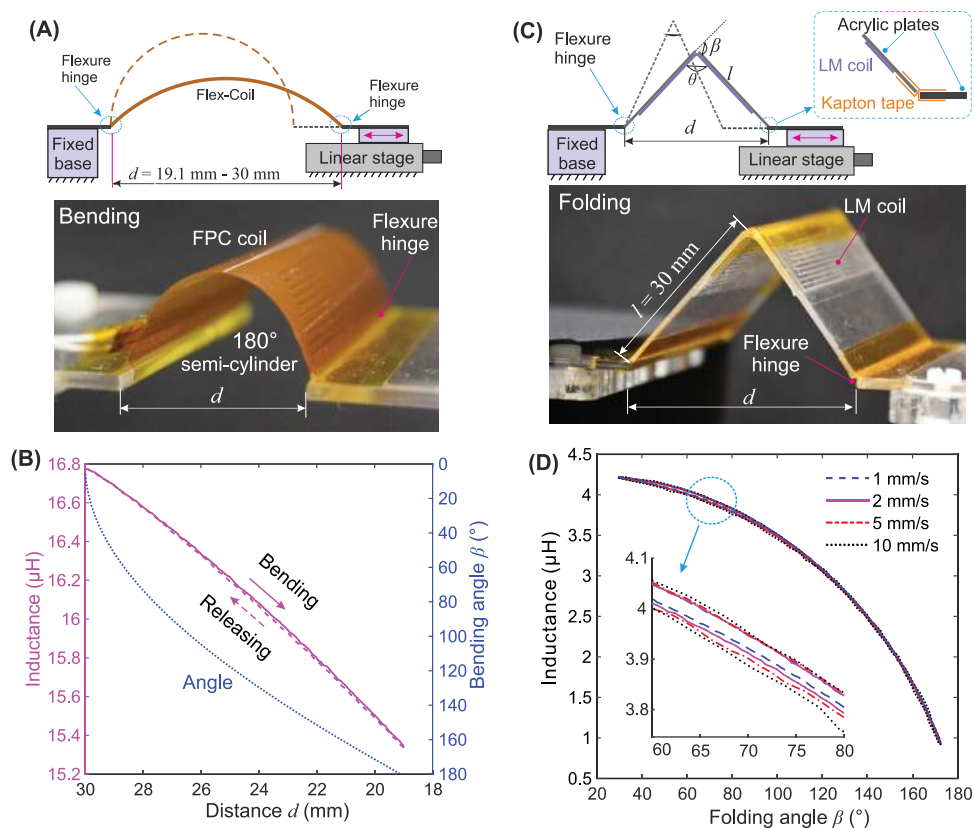 (A)
Flexure
hinge
Flex-Coil
Flexure
hinge
Fixed
base
Linear stage
d = 19.1 mm - 30 mm
Bending
FPC coil
Flexure
hinge
180°
semi-cylinder
d
(B)
16.8
16.6
16.4
16.2
16
15.8
15.6
15.4
15.2
Inductance (µH)
Bending
Releasing
Angle
0
20
40
60
80
100
120
140
160
180
Bending angle β (°)
30 28 26 24 22 20 18
Distance d (mm)
(C)
Flexure
hinge
β
θ
l
d
Fixed
base
Linear stage
Acrylic plates
LM coil
Kapton tape
Folding
LM coil
l = 30 mm
Flexure
hinge
d
(D)
4.5
4
3.5
3
2.5
2
1.5
1
0.5
Inductance (µH)
1 mm/s
2 mm/s
5 mm/s
10 mm/s
4.1
4
3.9
3.8
60 65 70 75 80
20 40 60 80 100 120 140 160 180
Folding angle β (°)